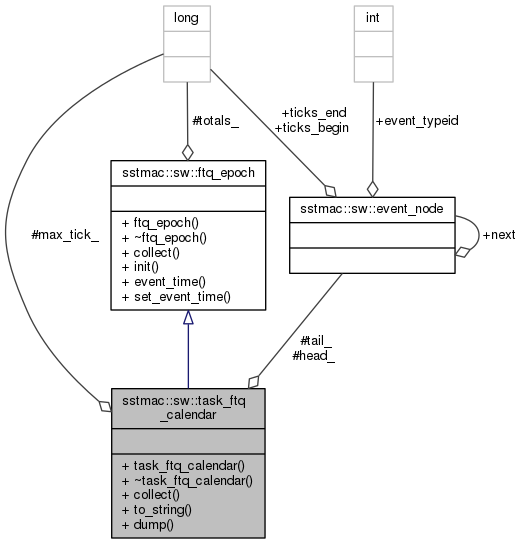 long
int
+ticks_end
+ticks_begin
#totals_
+event_typeid
sstmac::sw::ftq_epoch
+ ftq_epoch()
+ ~ftq_epoch()
+ collect()
+ init()
+ event_time()
+ set_event_time()
sstmac::sw::event_node
#max_tick_
+next
#tail_
#head_
sstmac::sw::task_ftq
_calendar
+ task_ftq_calendar()
+ ~task_ftq_calendar()
+ collect()
+ to_string()
+ dump()